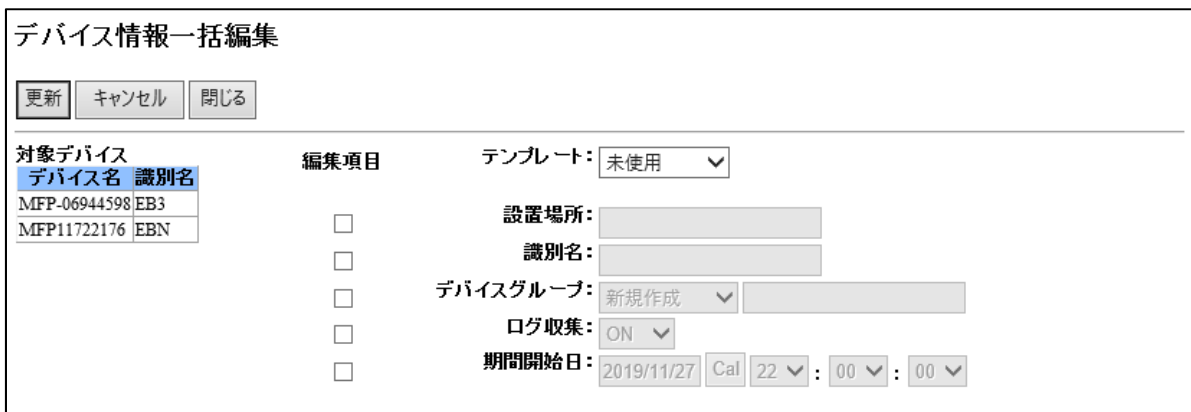 デバイス情報一括編集
更新 キャンセル 閉じる
対象デバイス
デバイス名 識別名
MFP-06944598 EB3
MFP11722176 EBN
編集項目
テンプレート: 未使用
設置場所:
識別名:
デバイスグループ: 新規作成
ログ収集: ON
期間開始日: 2019/11/27 Cal 22 : 00 : 00